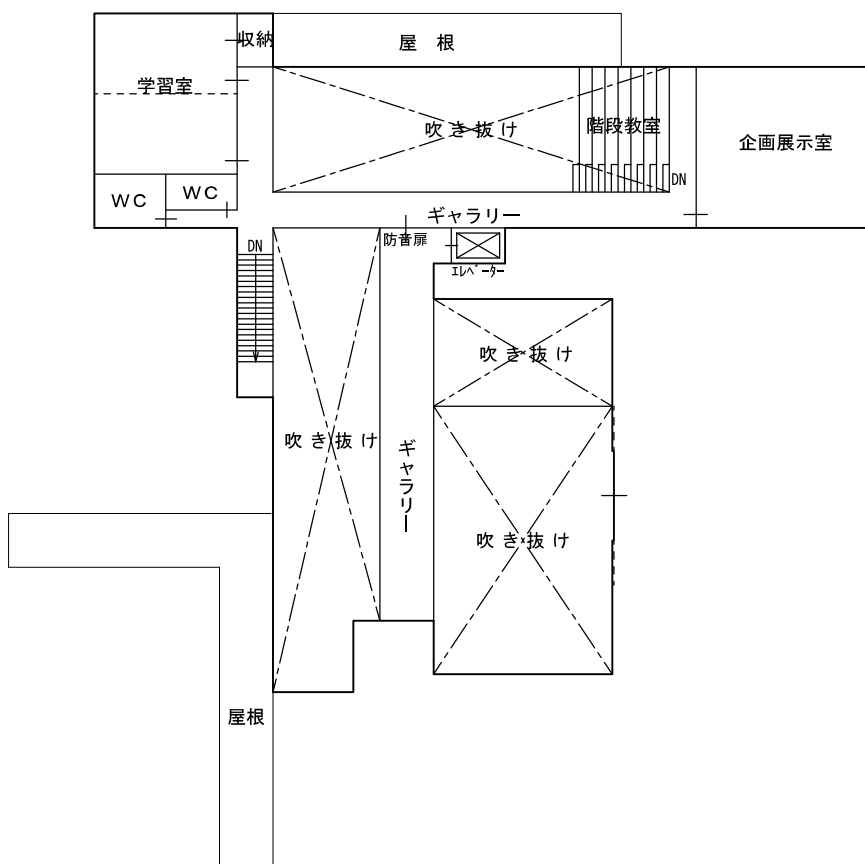 収納
屋 根
学習室
吹き抜け
階段教室
企画展示室
DN
WC
WC
ギャラリー
DN
防音扉
エレベーター
吹き抜け
吹き抜け
ギャラリー
吹き抜け
屋根